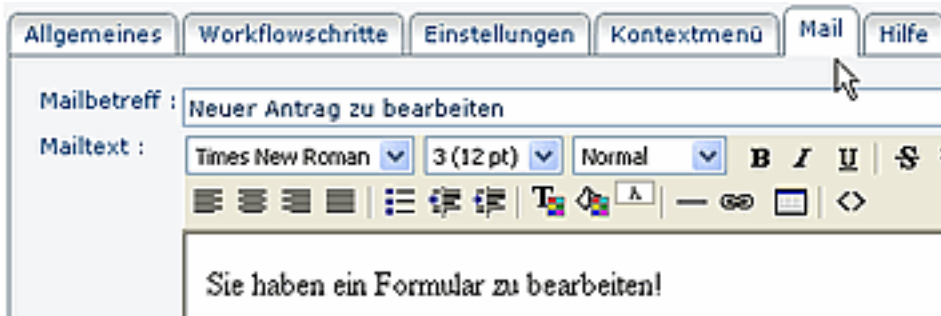 Allgemeines Workflowschritte Einstellungen Kontextmenü Mail Hilfe
Mailbetreff : Neuer Antrag zu bearbeiten
Mailtext : Times New Roman 3 (12 pt) Normal B I U S
Sie haben ein Formular zu bearbeiten!